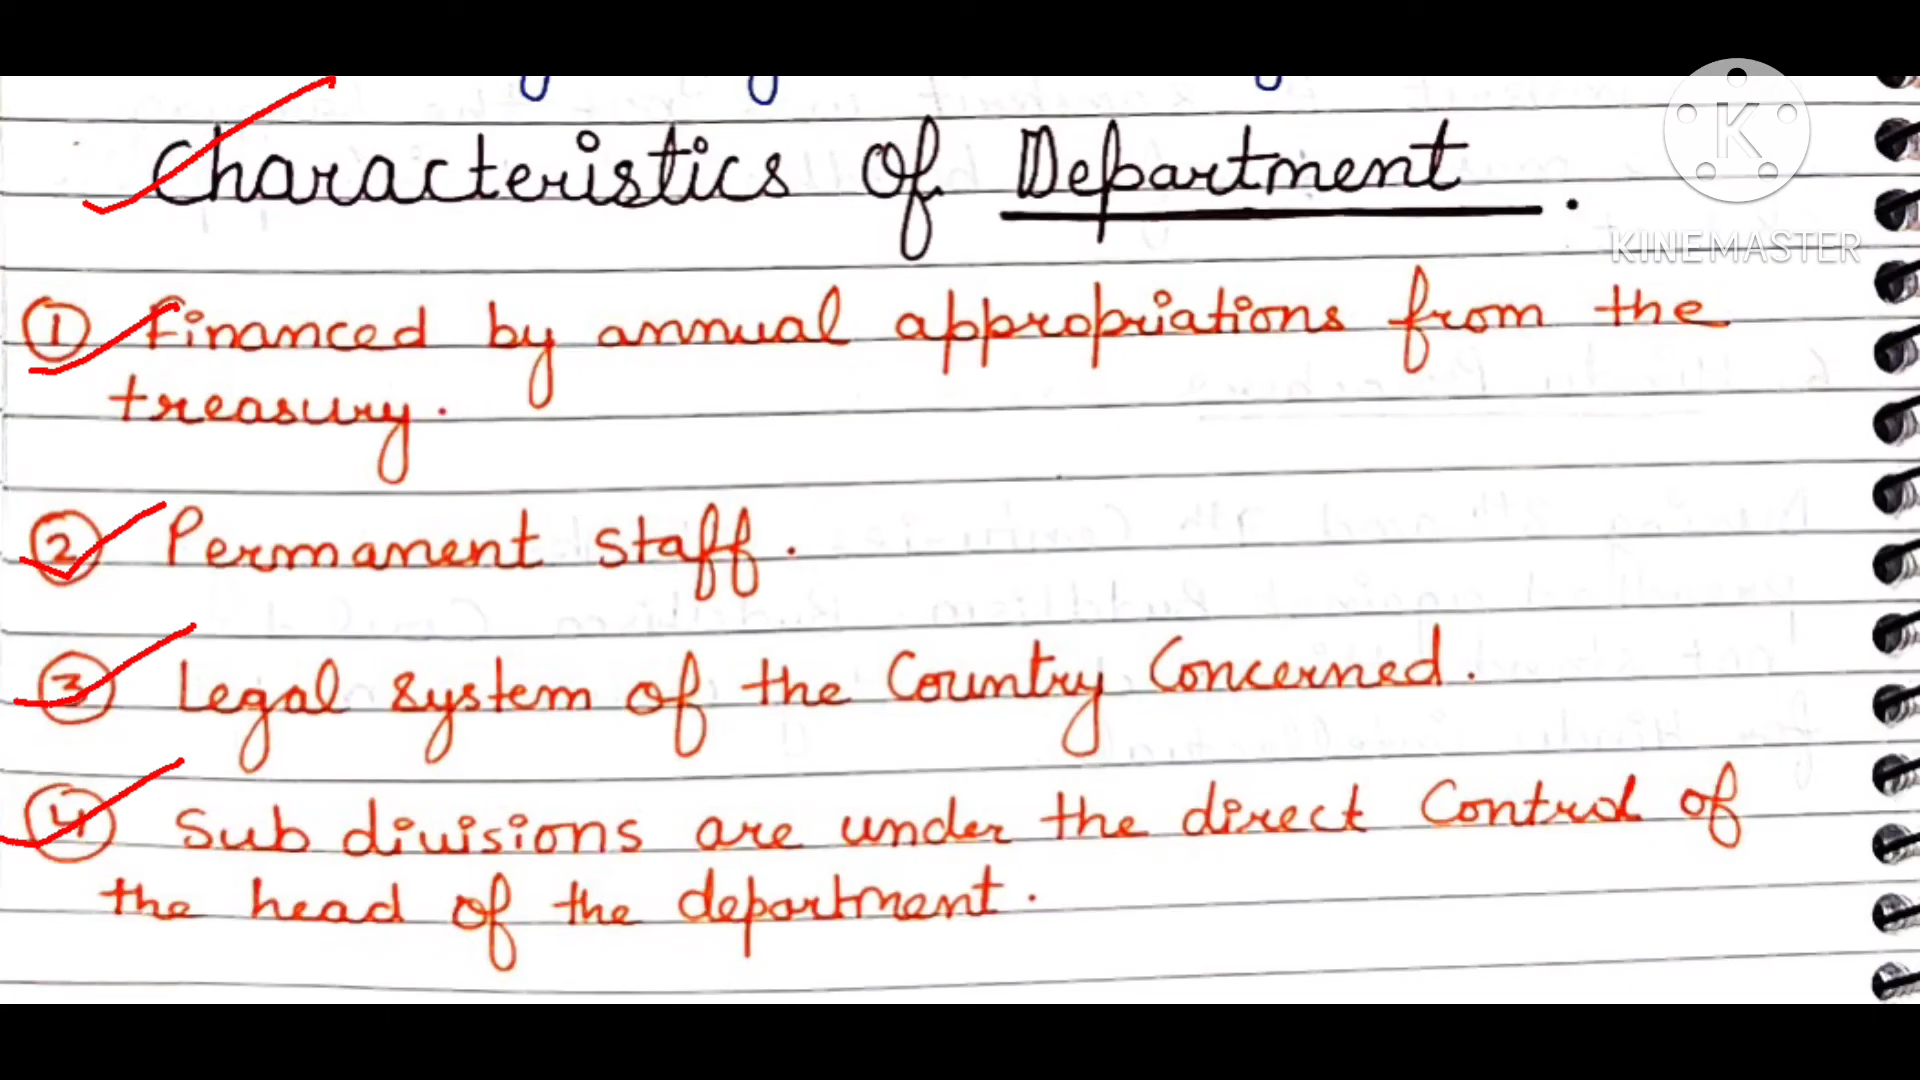 Characteristics Of Department.
① Financed by annual appropriations from the
treasury.
② Permanent staff.
③ Legal system of the Country Concerned.
④ Sub divisions are under the direct Control of
the head of the department.
KINEMASTER